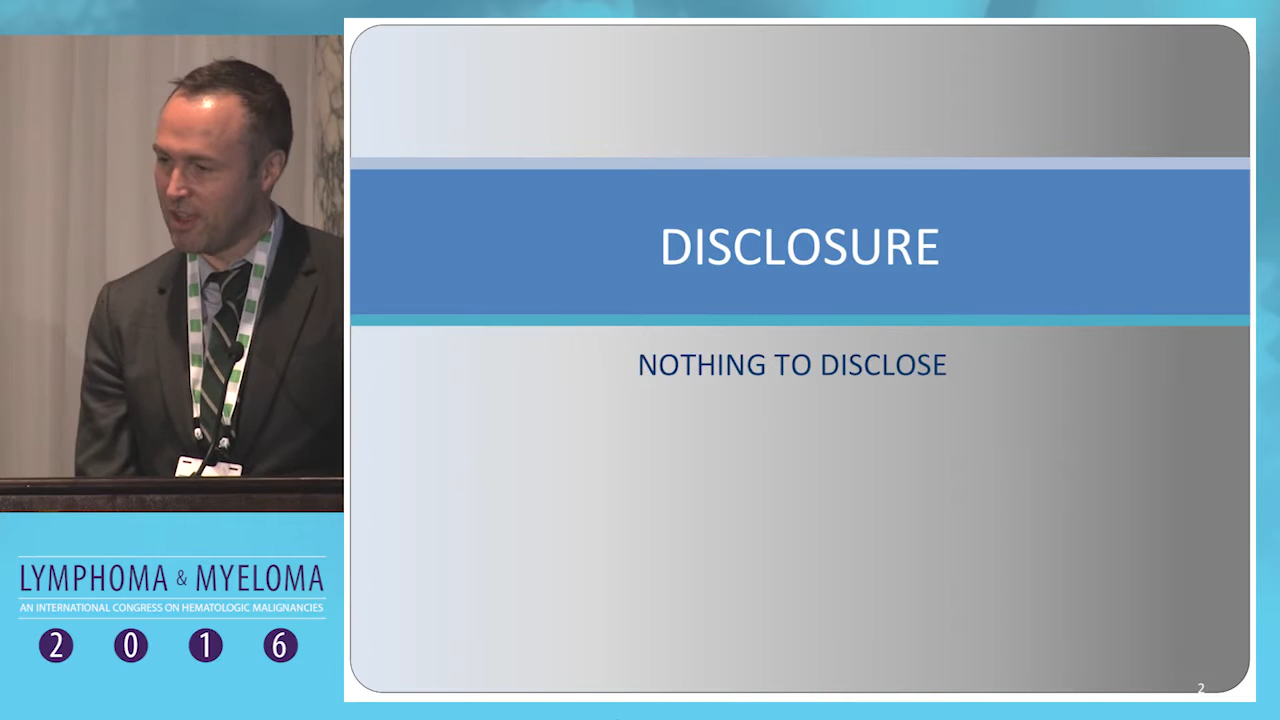 DISCLOSURE
NOTHING TO DISCLOSE
2
LYMPHOMA & MYELOMA
AN INTERNATIONAL CONGRESS ON HEMATOLOGIC MALIGNANCIES
2 0 1 6